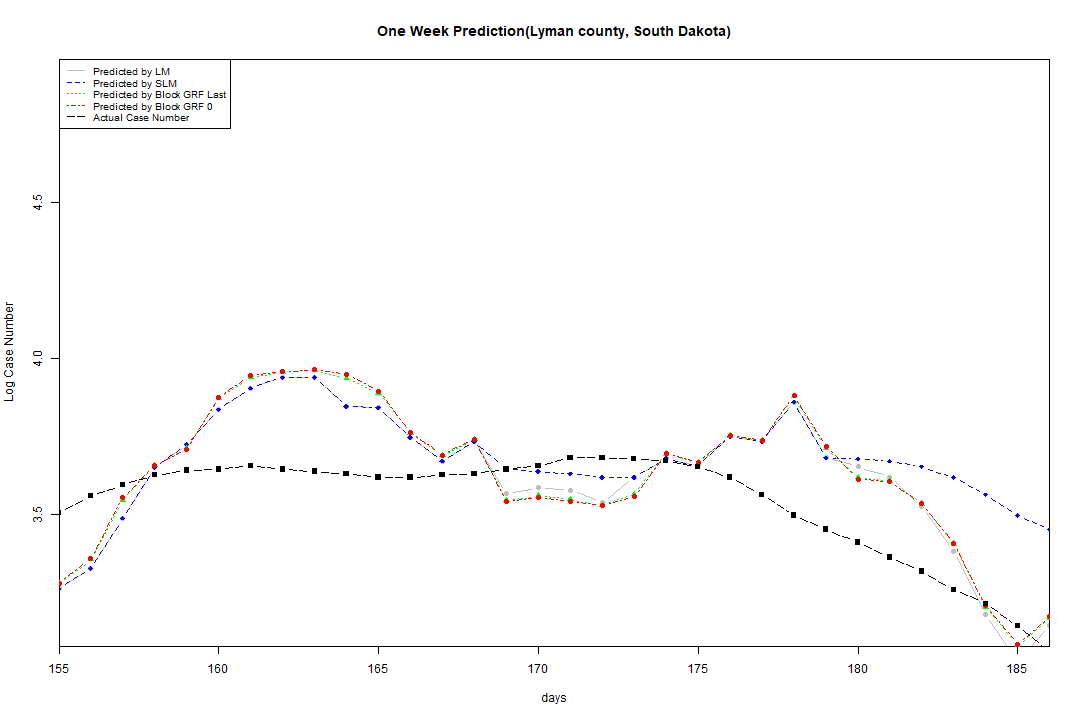 One Week Prediction(Lyman county, South Dakota)
Predicted by LM
Predicted by SLM
Predicted by Block GRF Last
Predicted by Block GRF 0
Actual Case Number
4.5
4.0
3.5
Log Case Number
155 160 165 170 175 180 185
days